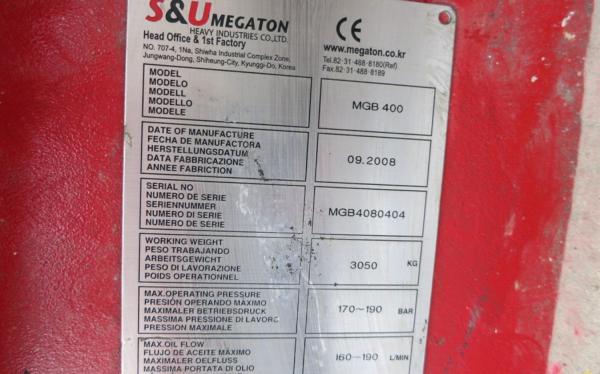 S&U MEGATON
HEAVY INDUSTRIES CO.,LTD.
Head Office & 1st Factory
NO. 707-4, 1Na, Shiwha Industrial Complex Zone,
Jungwang-Dong, Shiheung-City, Kyunggi-Do, Korea
CE
www.megaton.co.kr
Tel.82-31-488-8180(Ref)
Fax.82-31-488-8189
MODEL
MODELO
MODELL
MODELLO
MODELE
MGB 400
DATE OF MANUFACTURE
FECHA DE MANUFACTORA
HERSTELLUNGSDATUM
DATA FABBRICAZIONE
ANNEE FABRICTION
09.2008
SERIAL NO
NUMERO DE SERIE
SERIENNUMMER
NUMERO DI SERIE
NUMERO DE SERIE
MGB4080404
WORKING WEIGHT
PESO TRABAJANDO
ARBEITSGEWICHT
PESO DI LAVORAZIONE
POIDS OPERATIONNEL
3050 KG
MAX.OPERATING PRESSURE
PRESIÓN OPERANDO MÁXIMO
MAXIMALER BETRIEBSDRUCK
MASSIMA PRESSIONE DI LAVORC
PRESSION MAXIMALE
170~190 BAR
MAX.OIL FLOW
FLUJO DE ACEITE MÁXIMO
MAXIMALER OELFLUSS
MASSIMA PORTATA DI OLIO
160~190 L/MIN